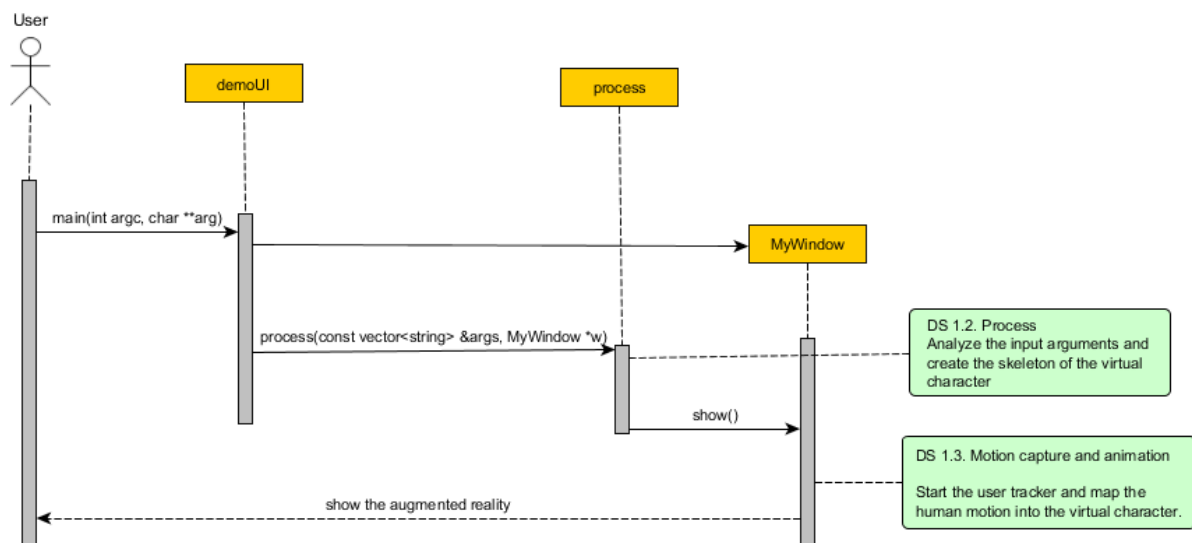 User
demoUI
process
main(int argc, char **arg)
MyWindow
process(const vector<string> &args, MyWindow *w)
DS 1.2. Process
Analyze the input arguments and
create the skeleton of the virtual
character
show()
DS 1.3. Motion capture and animation
Start the user tracker and map the
human motion into the virtual character.
show the augmented reality